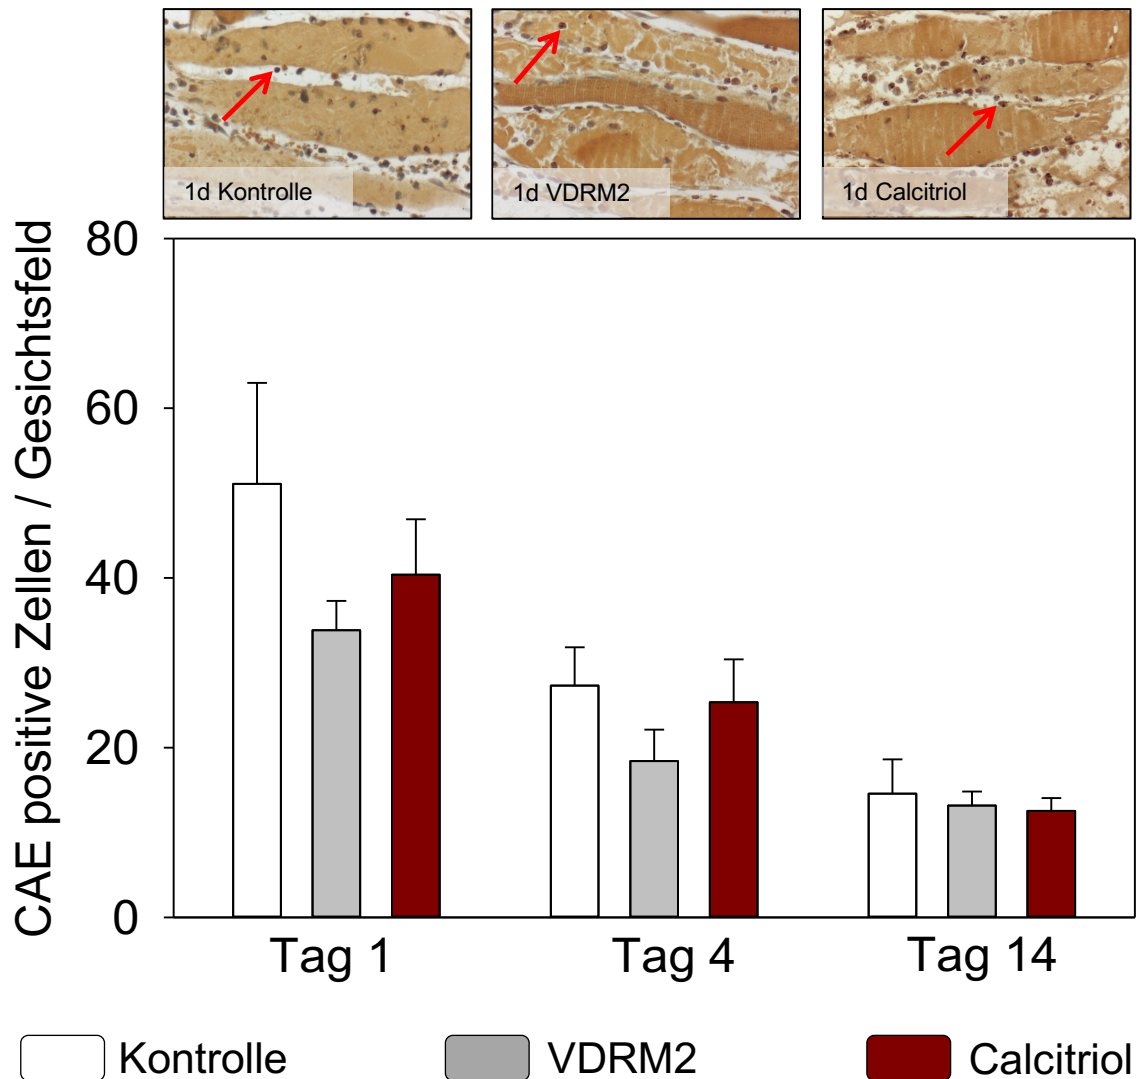 1d Kontrolle
1d VDRM2
1d Calcitriol
CAE positive Zellen / Gesichtsfeld
80
60
40
20
0
Tag 1
Tag 4
Tag 14
Kontrolle
VDRM2
Calcitriol